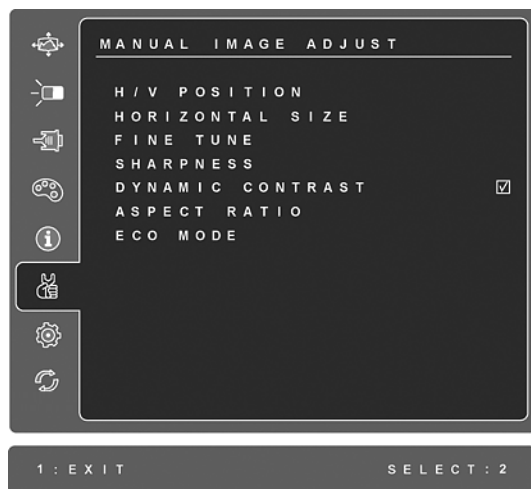 MANUAL IMAGE ADJUST
H/V POSITION
HORIZONTAL SIZE
FINE TUNE
SHARPNESS
DYNAMIC CONTRAST
ASPECT RATIO
ECO MODE
1:EXIT SELECT:2